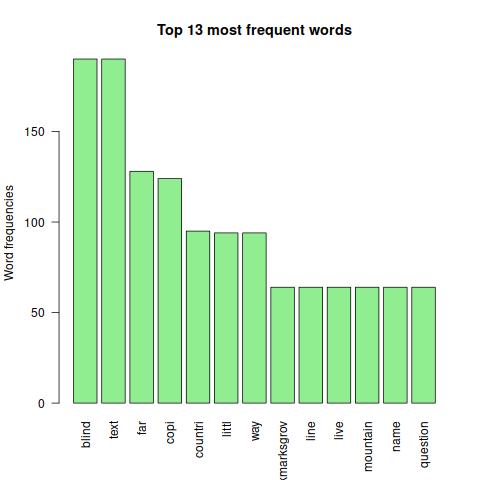 Top 13 most frequent words
Word frequencies
150
100
50
0
blind
text
far
copi
countri
littl
way
kmarksgrov
line
live
mountain
name
question